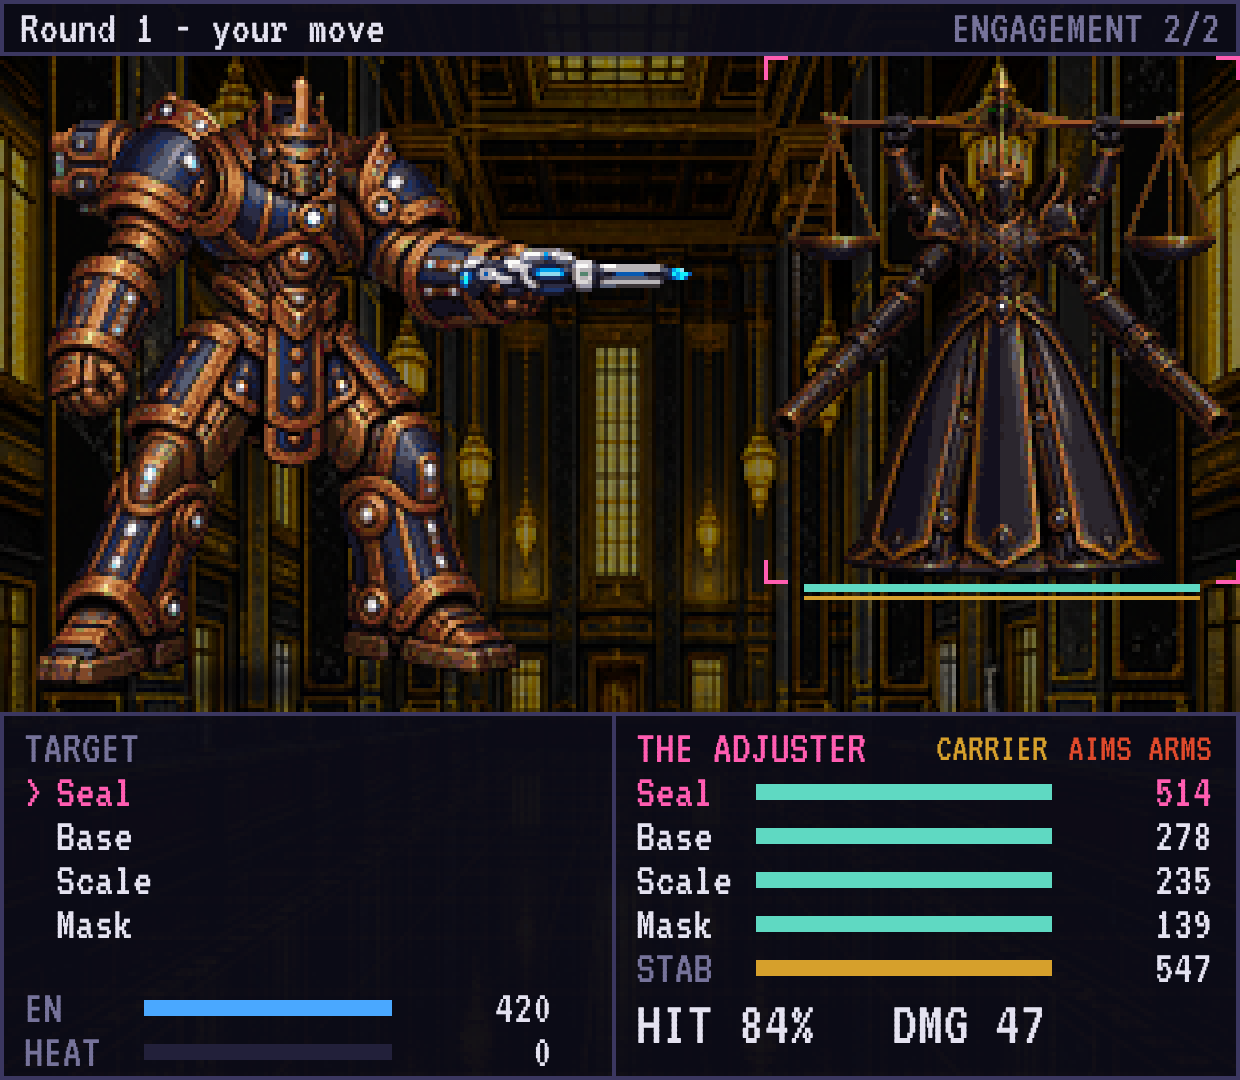 Round 1 - your move
ENGAGEMENT 2/2
TARGET
> Seal
Base
Scale
Mask
EN 420
HEAT 0
THE ADJUSTER CARRIER AIMS ARMS
Seal 514
Base 278
Scale 235
Mask 139
STAB 547
HIT 84% DMG 47